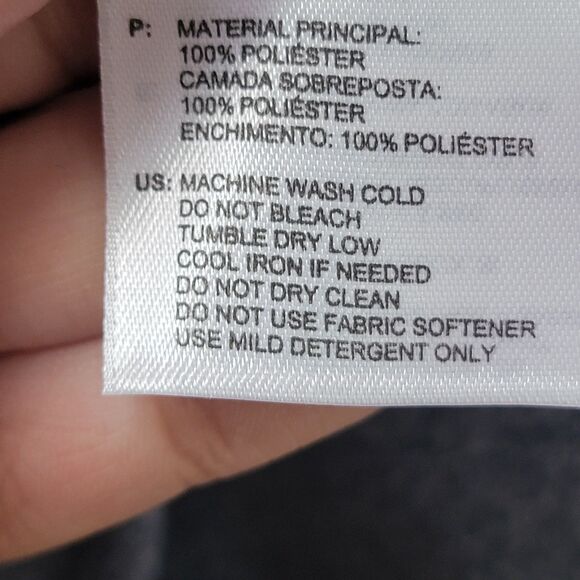 P: MATERIAL PRINCIPAL:
100% POLIÉSTER
CAMADA SOBREPOSTA:
100% POLIÉSTER
ENCHIMENTO: 100% POLIÉSTER
US: MACHINE WASH COLD
DO NOT BLEACH
TUMBLE DRY LOW
COOL IRON IF NEEDED
DO NOT DRY CLEAN
DO NOT USE FABRIC SOFTENER
USE MILD DETERGENT ONLY